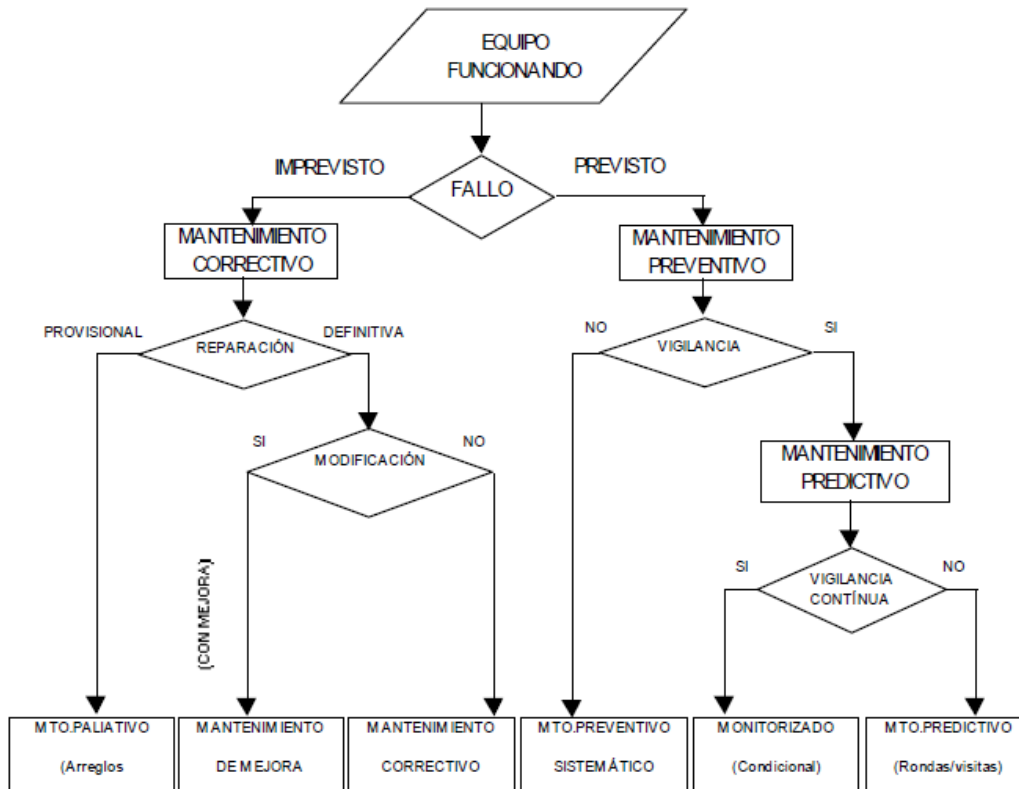 EQUIPO
FUNCIONANDO
IMPREVISTO
PREVISTO
FALLO
MANTENIMIENTO
CORRECTIVO
MANTENIMIENTO
PREVENTIVO
PROVISIONAL
DEFINITIVA
REPARACIÓN
NO
SI
VIGILANCIA
SI
NO
MODIFICACIÓN
MANTENIMIENTO
PREDICTIVO
(CON MEJORA)
SI
NO
VIGILANCIA
CONTÍNUA
MTO.PALIATIVO
(Arreglos
MANTENIMIENTO
DE MEJORA
MANTENIMIENTO
CORRECTIVO
MTO.PREVENTIVO
SISTEMÁTICO
MONITORIZADO
(Condicional)
MTO.PREDICTIVO
(Rondas/visitas)